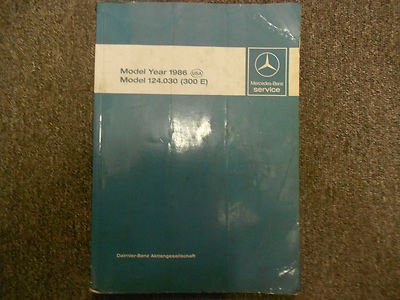 Model Year 1986 USA
Model 124.030 (300 E)
Mercedes-Benz
service
Daimler-Benz Aktiengesellschaft